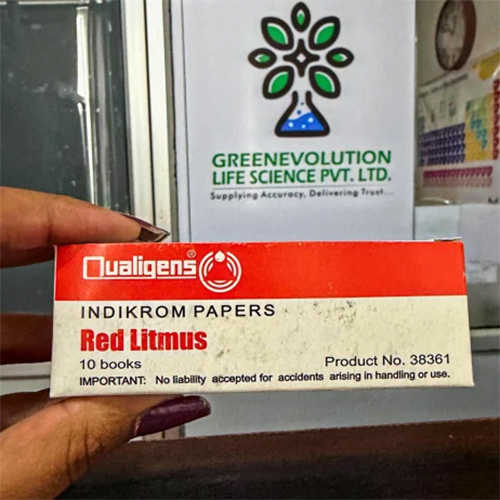 GREENEVOLUTION
LIFE SCIENCE PVT. LTD.
Supplying Accuracy, Delivering Trust....
Qualigens®
INDIKROM PAPERS
Red Litmus
10 books
Product No. 38361
IMPORTANT: No liability accepted for accidents arising in handling or use.